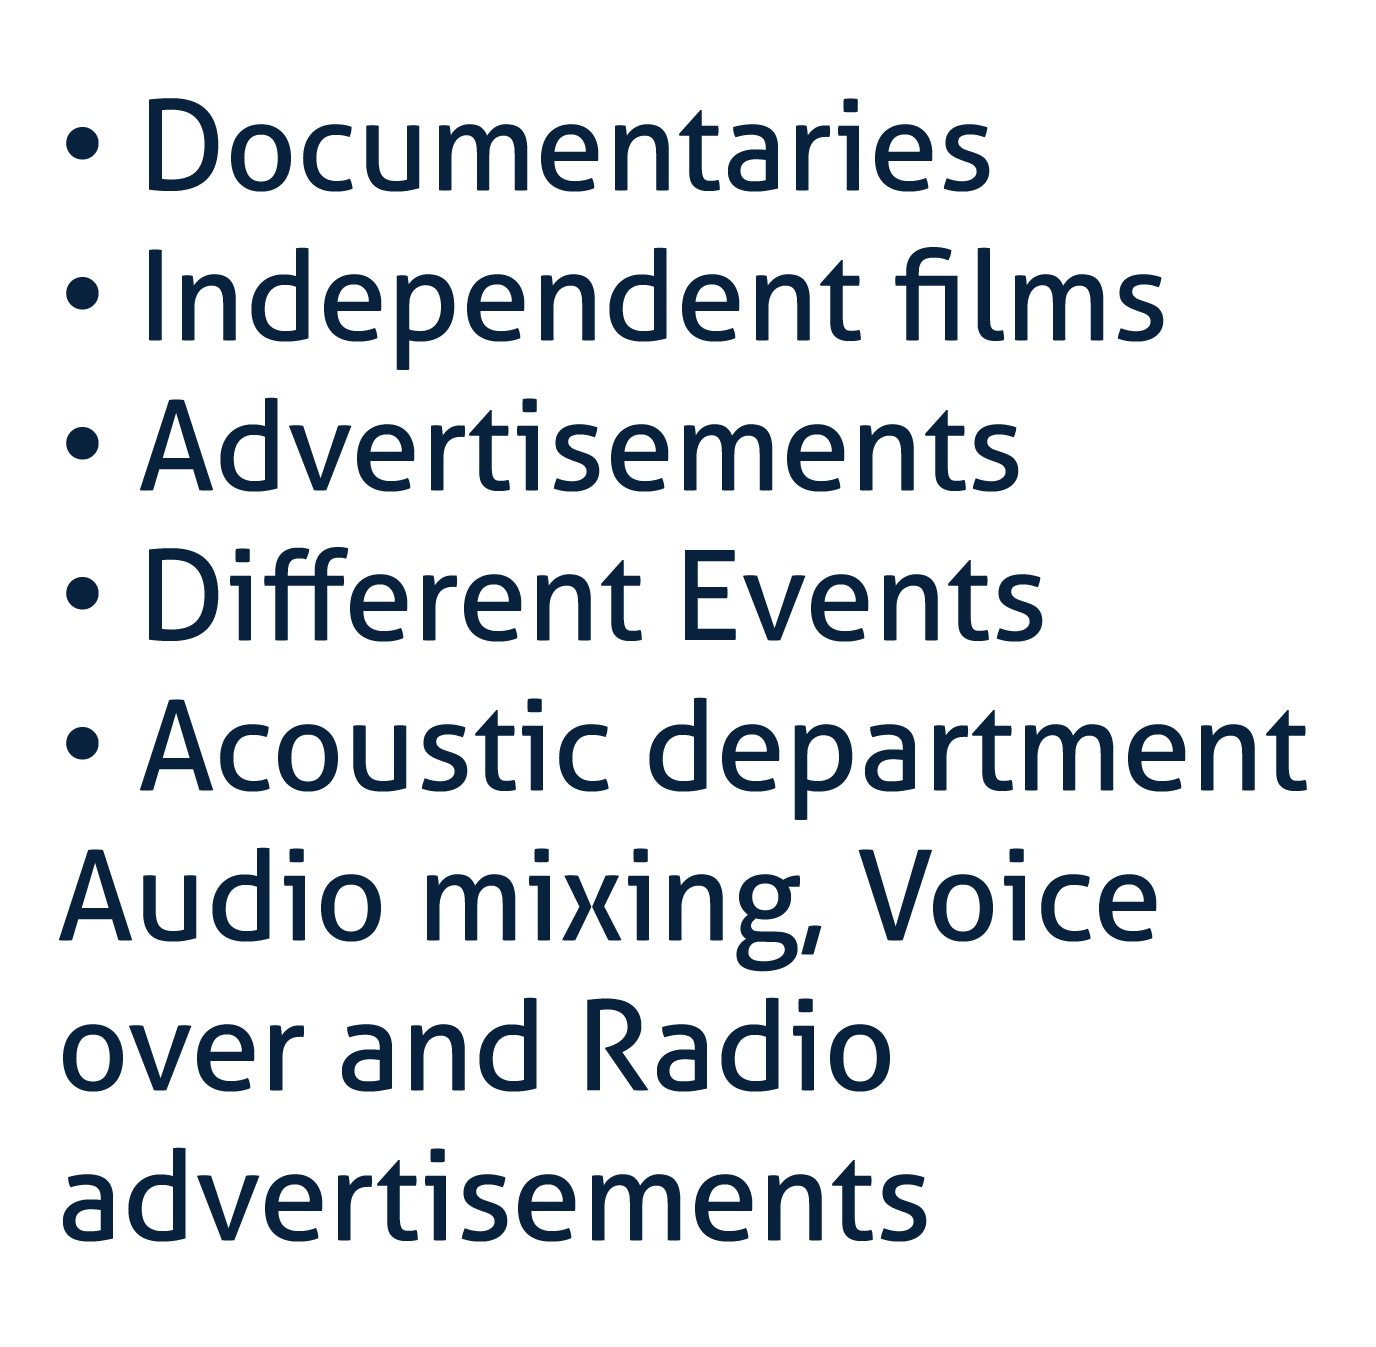 • Documentaries
• Independent films
• Advertisements
• Different Events
• Acoustic department
Audio mixing, Voice
over and Radio
advertisements